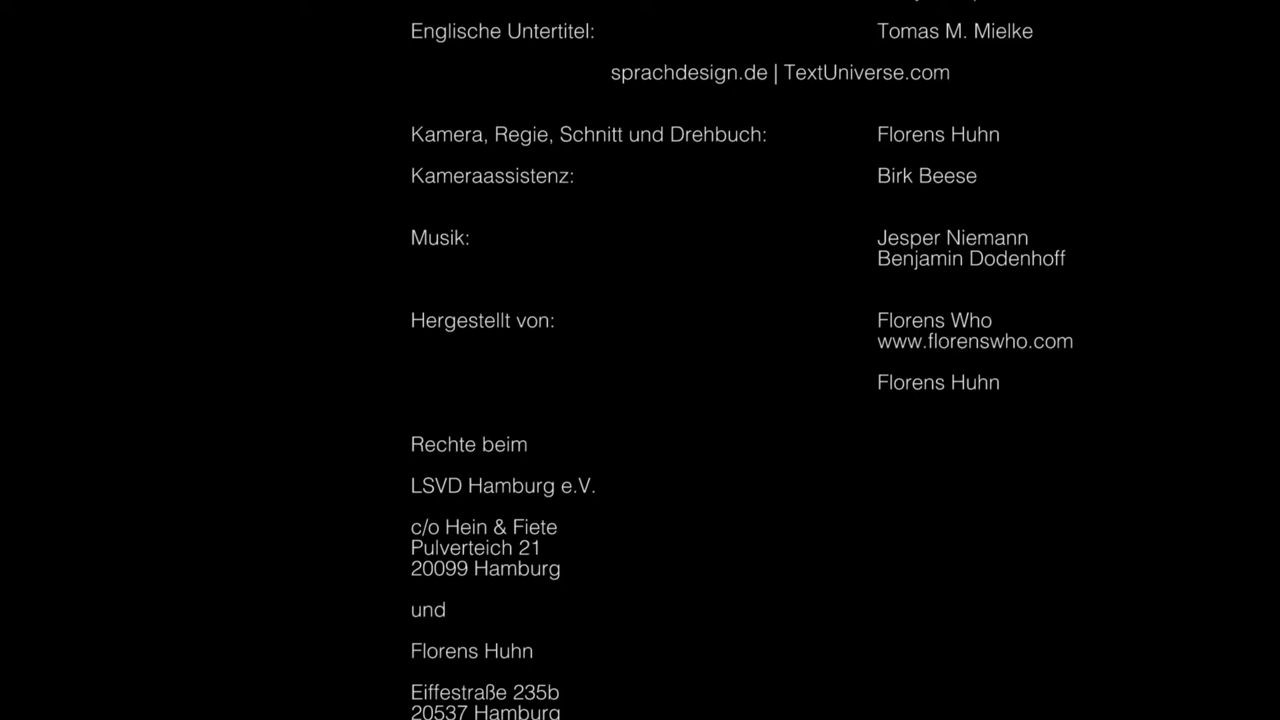 Englische Untertitel: Tomas M. Mielke
sprachdesign.de | TextUniverse.com
Kamera, Regie, Schnitt und Drehbuch: Florens Huhn
Kameraassistenz: Birk Beese
Musik: Jesper Niemann
Benjamin Dodenhoff
Hergestellt von: Florens Who
www.florenswho.com
Florens Huhn
Rechte beim
LSVD Hamburg e.V.
c/o Hein & Fiete
Pulverteich 21
20099 Hamburg
und
Florens Huhn
Eiffestraße 235b
20537 Hamburg